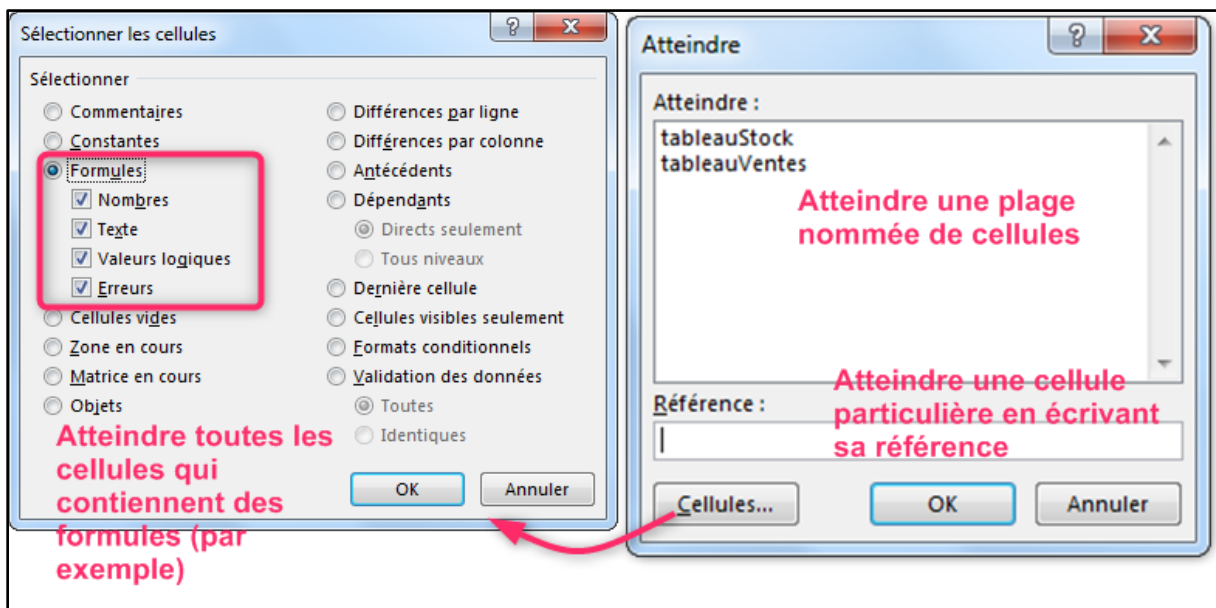 Sélectionner les cellules
Sélectionner
Commentaires
Constantes
Formules
Nombres
Texte
Valeurs logiques
Erreurs
Cellules vides
Zone en cours
Matrice en cours
Objets
Différences par ligne
Différences par colonne
Antécédents
Dépendants
Directs seulement
Tous niveaux
Dernière cellule
Cellules visibles seulement
Formats conditionnels
Validation des données
Toutes
Identiques
Atteindre toutes les
cellules qui
contiennent des
formules (par
exemple)
OK
Annuler
Atteindre
Atteindre :
tableauStock
tableauVentes
Atteindre une plage
nommée de cellules
Atteindre une cellule
particulière en écrivant
sa référence
Référence :
Cellules...
OK
Annuler